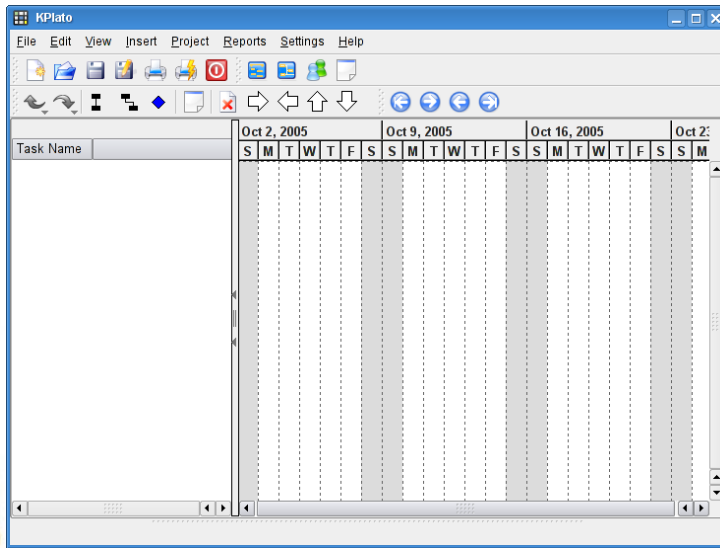 KPlato
File Edit View Insert Project Reports Settings Help
Oct 2, 2005 Oct 9, 2005 Oct 16, 2005 Oct 23
Task Name
S M T W T F S S M T W T F S S M T W T F S S M